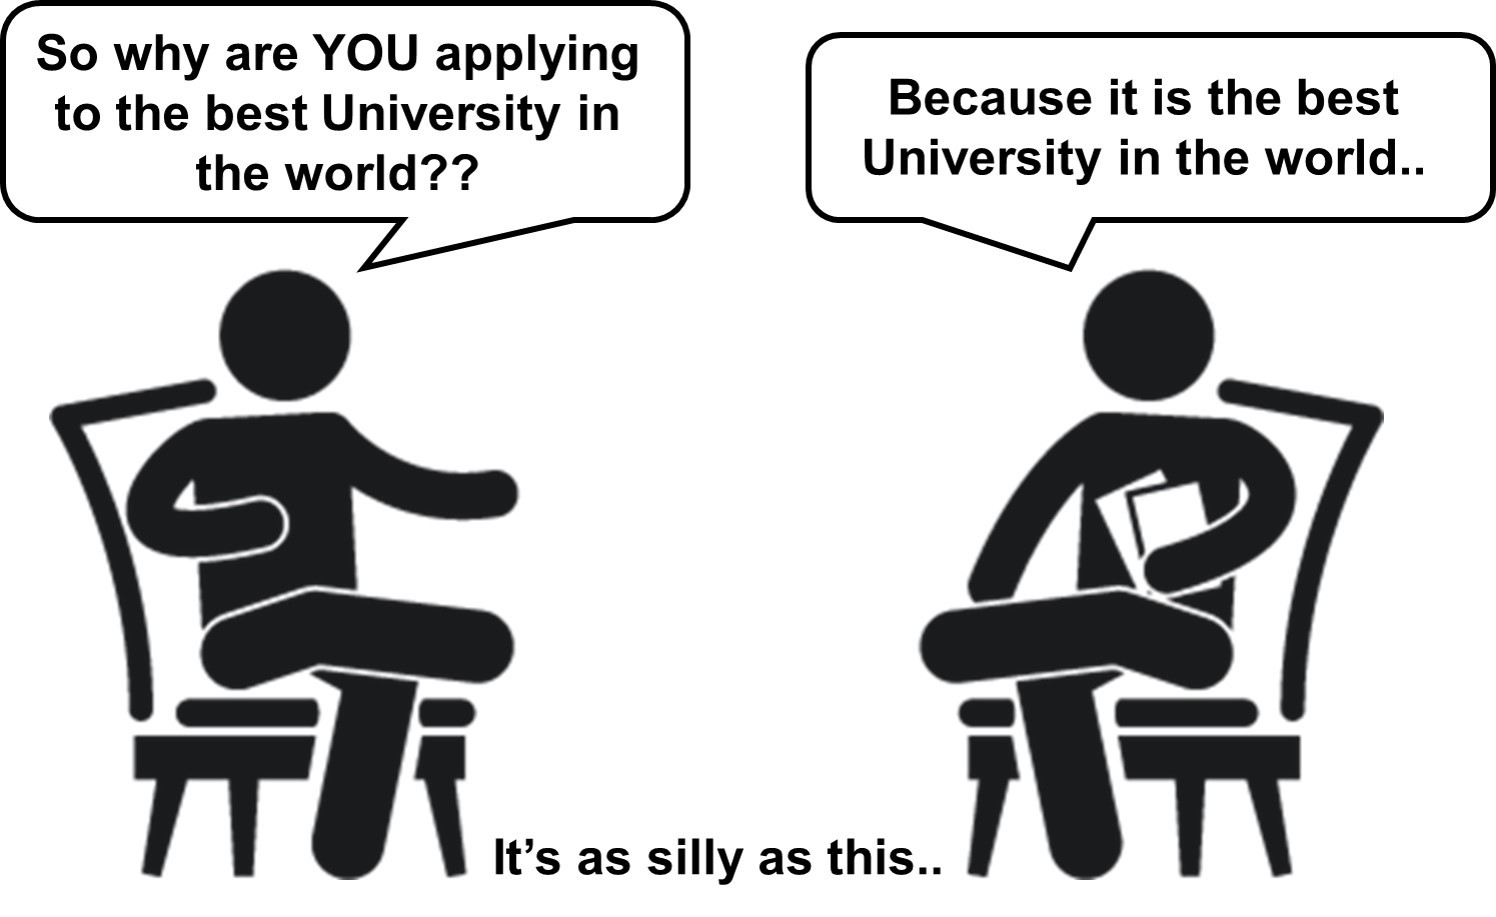 So why are YOU applying
to the best University in
the world??
Because it is the best
University in the world..
It’s as silly as this..